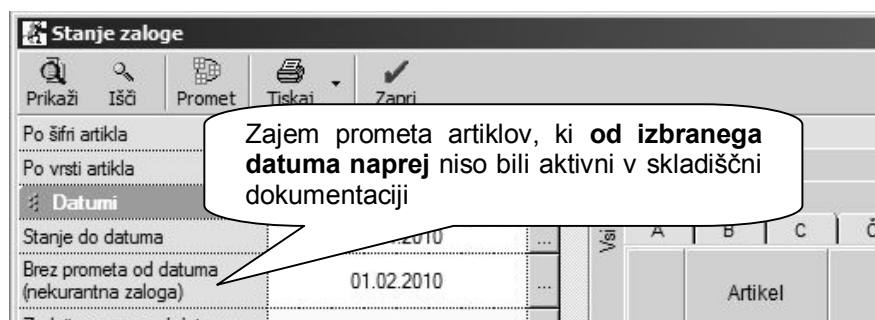 Stanje zaloge
Prikaži Išči Promet Tiskaj Zapri
Po šifri artikla
Po vrsti artikla
Zajem prometa artiklov, ki od izbranega
datuma naprej niso bili aktivni v skladiščni
dokumentaciji
Datumi
Stanje do datuma
Brez prometa od datuma
(nekurantna zaloga)
01.02.2010
...
A B C Č
Artikel